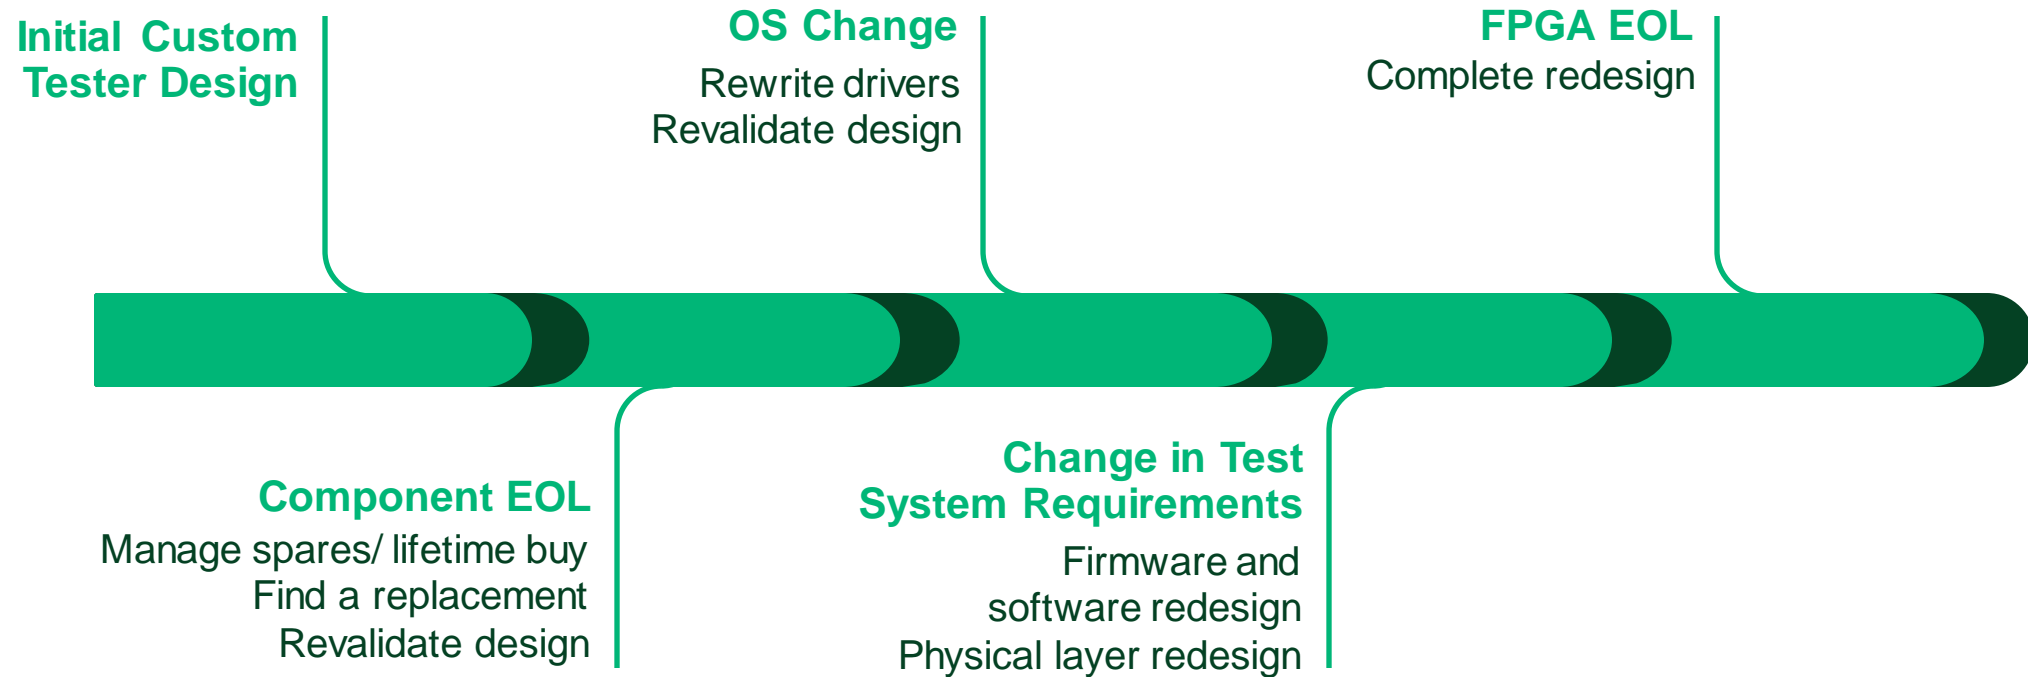 Initial Custom
Tester Design
Component EOL
Manage spares/ lifetime buy
Find a replacement
Revalidate design
OS Change
Rewrite drivers
Revalidate design
Change in Test
System Requirements
Firmware and
software redesign
Physical layer redesign
FPGA EOL
Complete redesign